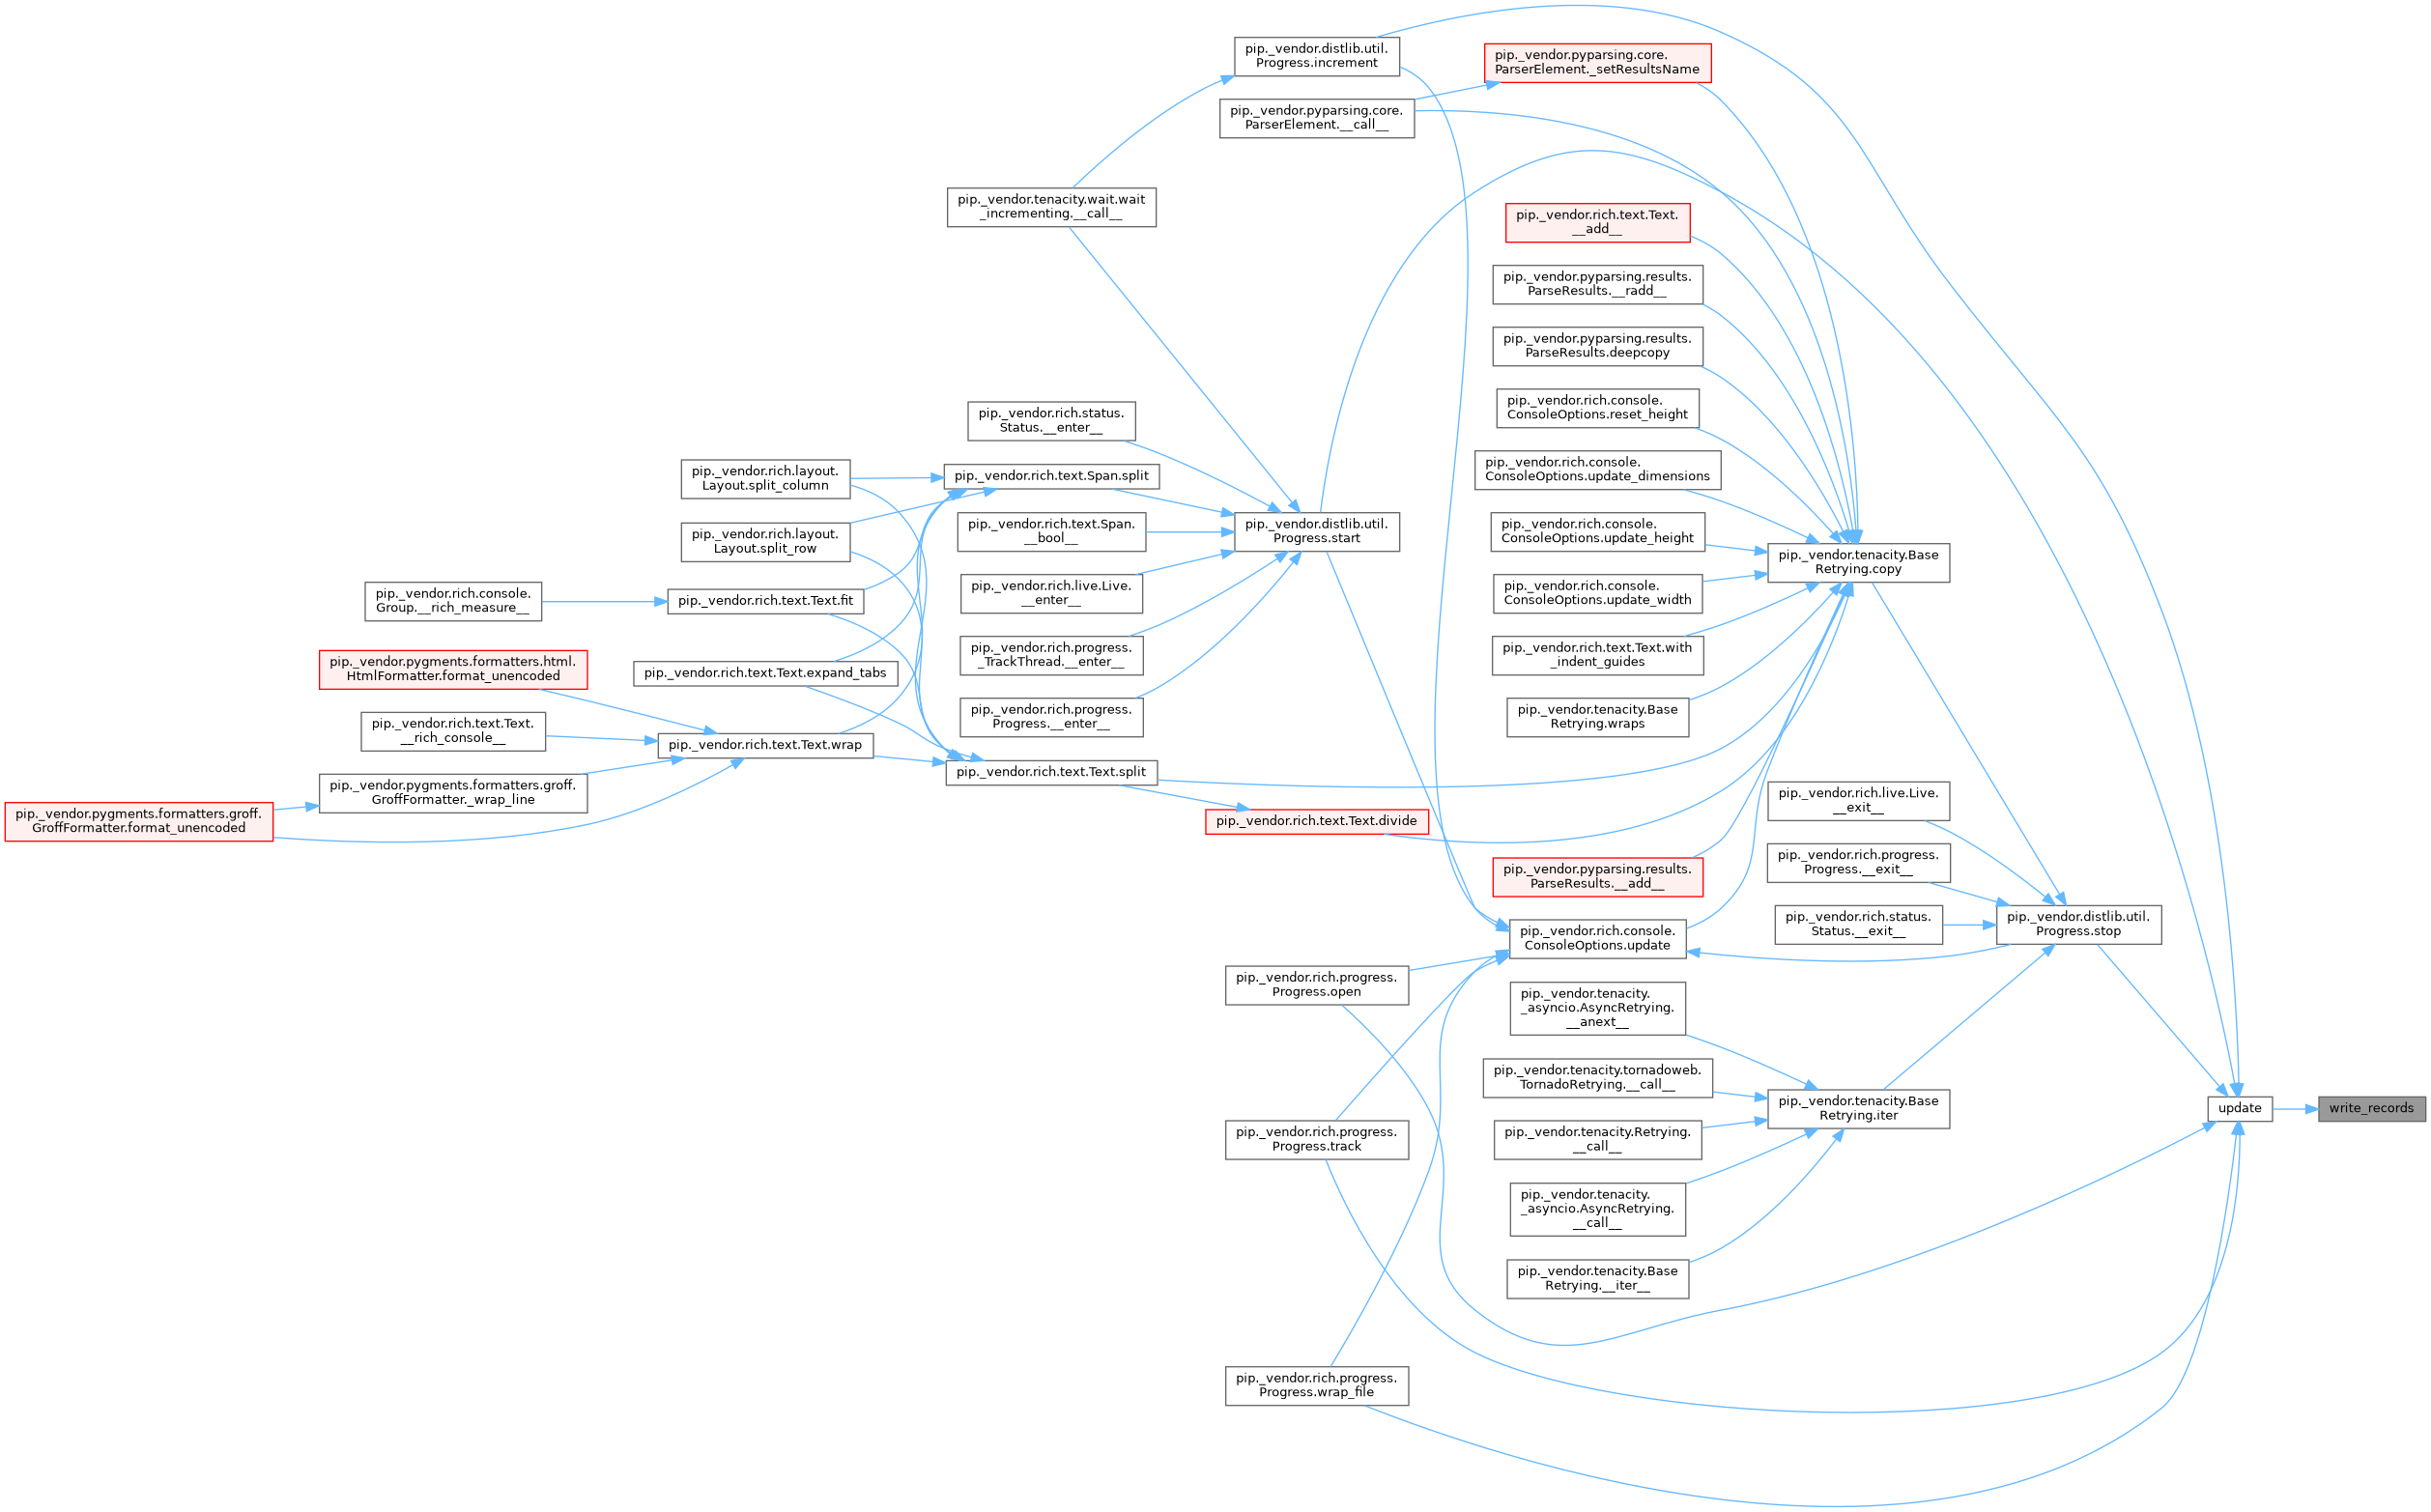 pip._vendor.distlib.util.
Progress.increment
pip._vendor.pyparsing.core.
ParserElement._setResultsName
pip._vendor.pyparsing.core.
ParserElement.__call__
pip._vendor.tenacity.wait.wait
_incrementing.__call__
pip._vendor.rich.text.Text.
__add__
pip._vendor.pyparsing.results.
ParseResults.__radd__
pip._vendor.pyparsing.results.
ParseResults.deepcopy
pip._vendor.rich.console.
ConsoleOptions.reset_height
pip._vendor.rich.status.
Status.__enter__
pip._vendor.rich.layout.
Layout.split_column
pip._vendor.rich.text.Span.split
pip._vendor.rich.console.
ConsoleOptions.update_dimensions
pip._vendor.rich.layout.
Layout.split_row
pip._vendor.rich.text.Span.
__bool__
pip._vendor.distlib.util.
Progress.start
pip._vendor.rich.console.
ConsoleOptions.update_height
pip._vendor.tenacity.Base
Retrying.copy
pip._vendor.rich.console.
Group.__rich_measure__
pip._vendor.rich.text.Text.fit
pip._vendor.rich.live.Live.
__enter__
pip._vendor.rich.console.
ConsoleOptions.update_width
pip._vendor.pygments.formatters.html.
HtmlFormatter.format_unencoded
pip._vendor.rich.text.Text.expand_tabs
pip._vendor.rich.progress.
_TrackThread.__enter__
pip._vendor.rich.text.Text.with
_indent_guides
pip._vendor.rich.text.Text.
__rich_console__
pip._vendor.rich.text.Text.wrap
pip._vendor.rich.progress.
Progress.__enter__
pip._vendor.tenacity.Base
Retrying.wraps
pip._vendor.pygments.formatters.groff.
GroffFormatter._wrap_line
pip._vendor.rich.text.Text.split
pip._vendor.pygments.formatters.groff.
GroffFormatter.format_unencoded
pip._vendor.rich.text.Text.divide
pip._vendor.rich.live.Live.
__exit__
pip._vendor.pyparsing.results.
ParseResults.__add__
pip._vendor.rich.progress.
Progress.__exit__
pip._vendor.rich.console.
ConsoleOptions.update
pip._vendor.rich.status.
Status.__exit__
pip._vendor.distlib.util.
Progress.stop
pip._vendor.rich.progress.
Progress.open
pip._vendor.tenacity.
_asyncio.AsyncRetrying.
__anext__
pip._vendor.tenacity.tornadoweb.
TornadoRetrying.__call__
pip._vendor.rich.progress.
Progress.track
pip._vendor.tenacity.Retrying.
__call__
pip._vendor.tenacity.Base
Retrying.iter
update
write_records
pip._vendor.tenacity.
_asyncio.AsyncRetrying.
__call__
pip._vendor.tenacity.Base
Retrying.__iter__
pip._vendor.rich.progress.
Progress.wrap_file